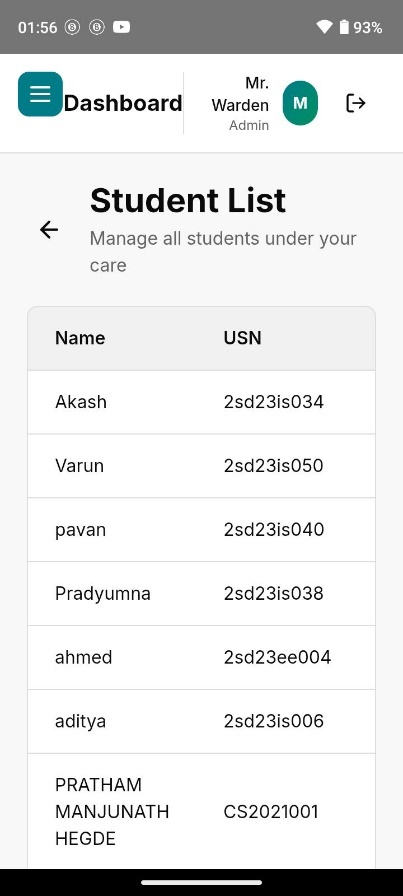 01:56 93%
Dashboard
Mr.
Warden
Admin
M
Student List
Manage all students under your
care
Name USN
Akash 2sd23is034
Varun 2sd23is050
pavan 2sd23is040
Pradyumna 2sd23is038
ahmed 2sd23ee004
aditya 2sd23is006
PRATHAM
MANJUNATH CS2021001
HEGDE